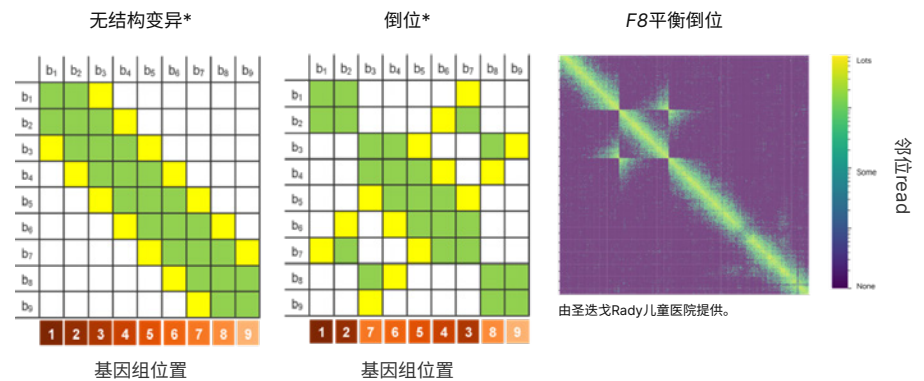 无结构变异*
倒位*
F8平衡倒位
b₁ b₂ b₃ b₄ b₅ b₆ b₇ b₈ b₉
b₁
b₂
b₃
b₄
b₅
b₆
b₇
b₈
b₉
1 2 3 4 5 6 7 8 9
基因组位置
b₁ b₂ b₃ b₄ b₅ b₆ b₇ b₈ b₉
b₁
b₂
b₃
b₄
b₅
b₆
b₇
b₈
b₉
1 2 7 6 5 4 3 8 9
基因组位置
Lots
Some
None
邻位read
由圣迭戈Rady儿童医院提供。